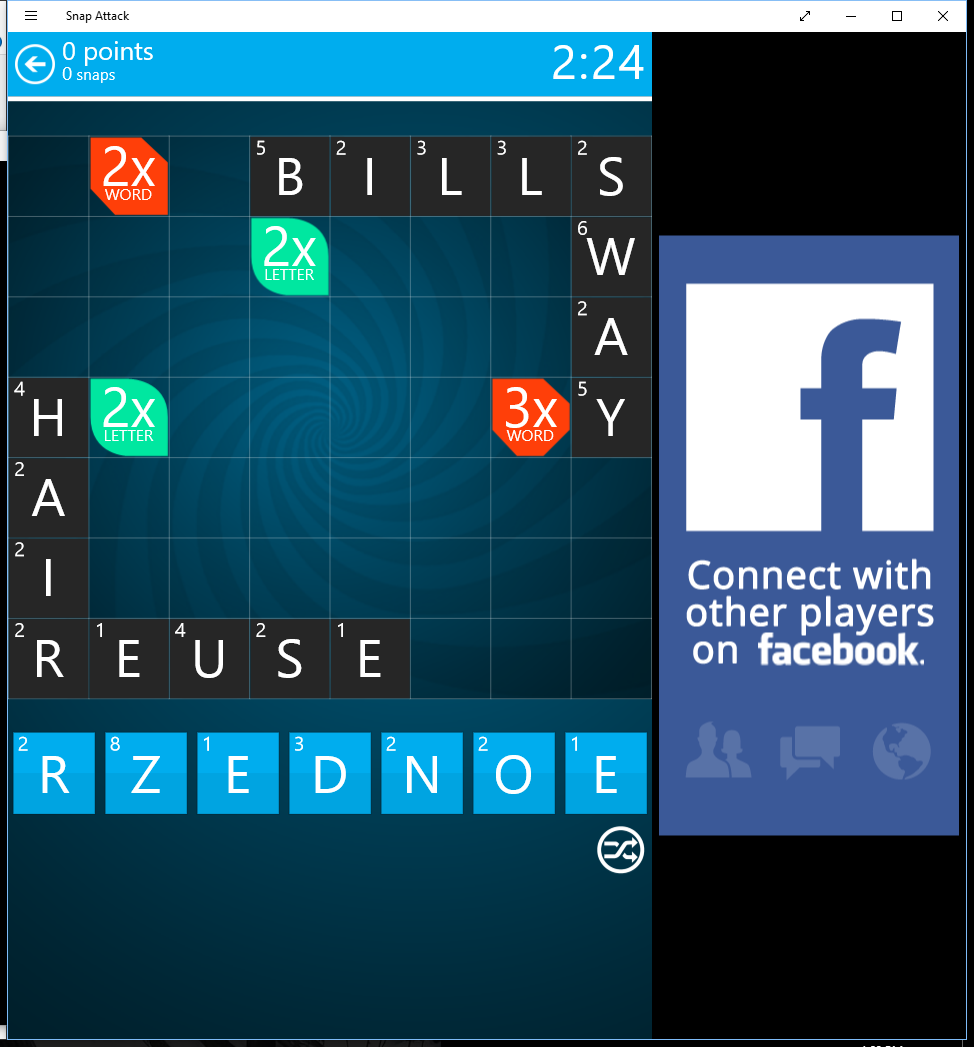 Snap Attack
0 points
0 snaps
2:24
2x WORD 5 B 2 I 3 L 3 L 2 S
2x LETTER 6 W
2 A
4 H 2x LETTER 3x WORD 5 Y
2 A
2 I
2 R 1 E 4 U 2 S 1 E
2 R 8 Z 1 E 3 D 2 N 2 O 1 E
f
Connect with
other players
on facebook.